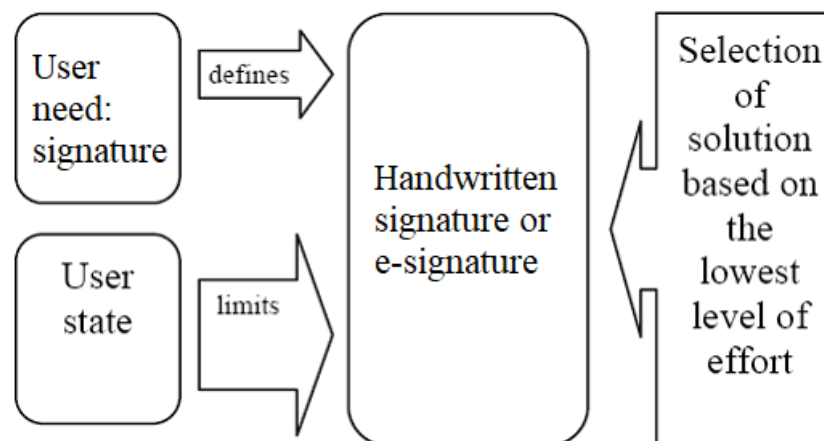 User
need:
signature
defines
User
state
limits
Handwritten
signature or
e-signature
Selection
of
solution
based on
the
lowest
level of
effort